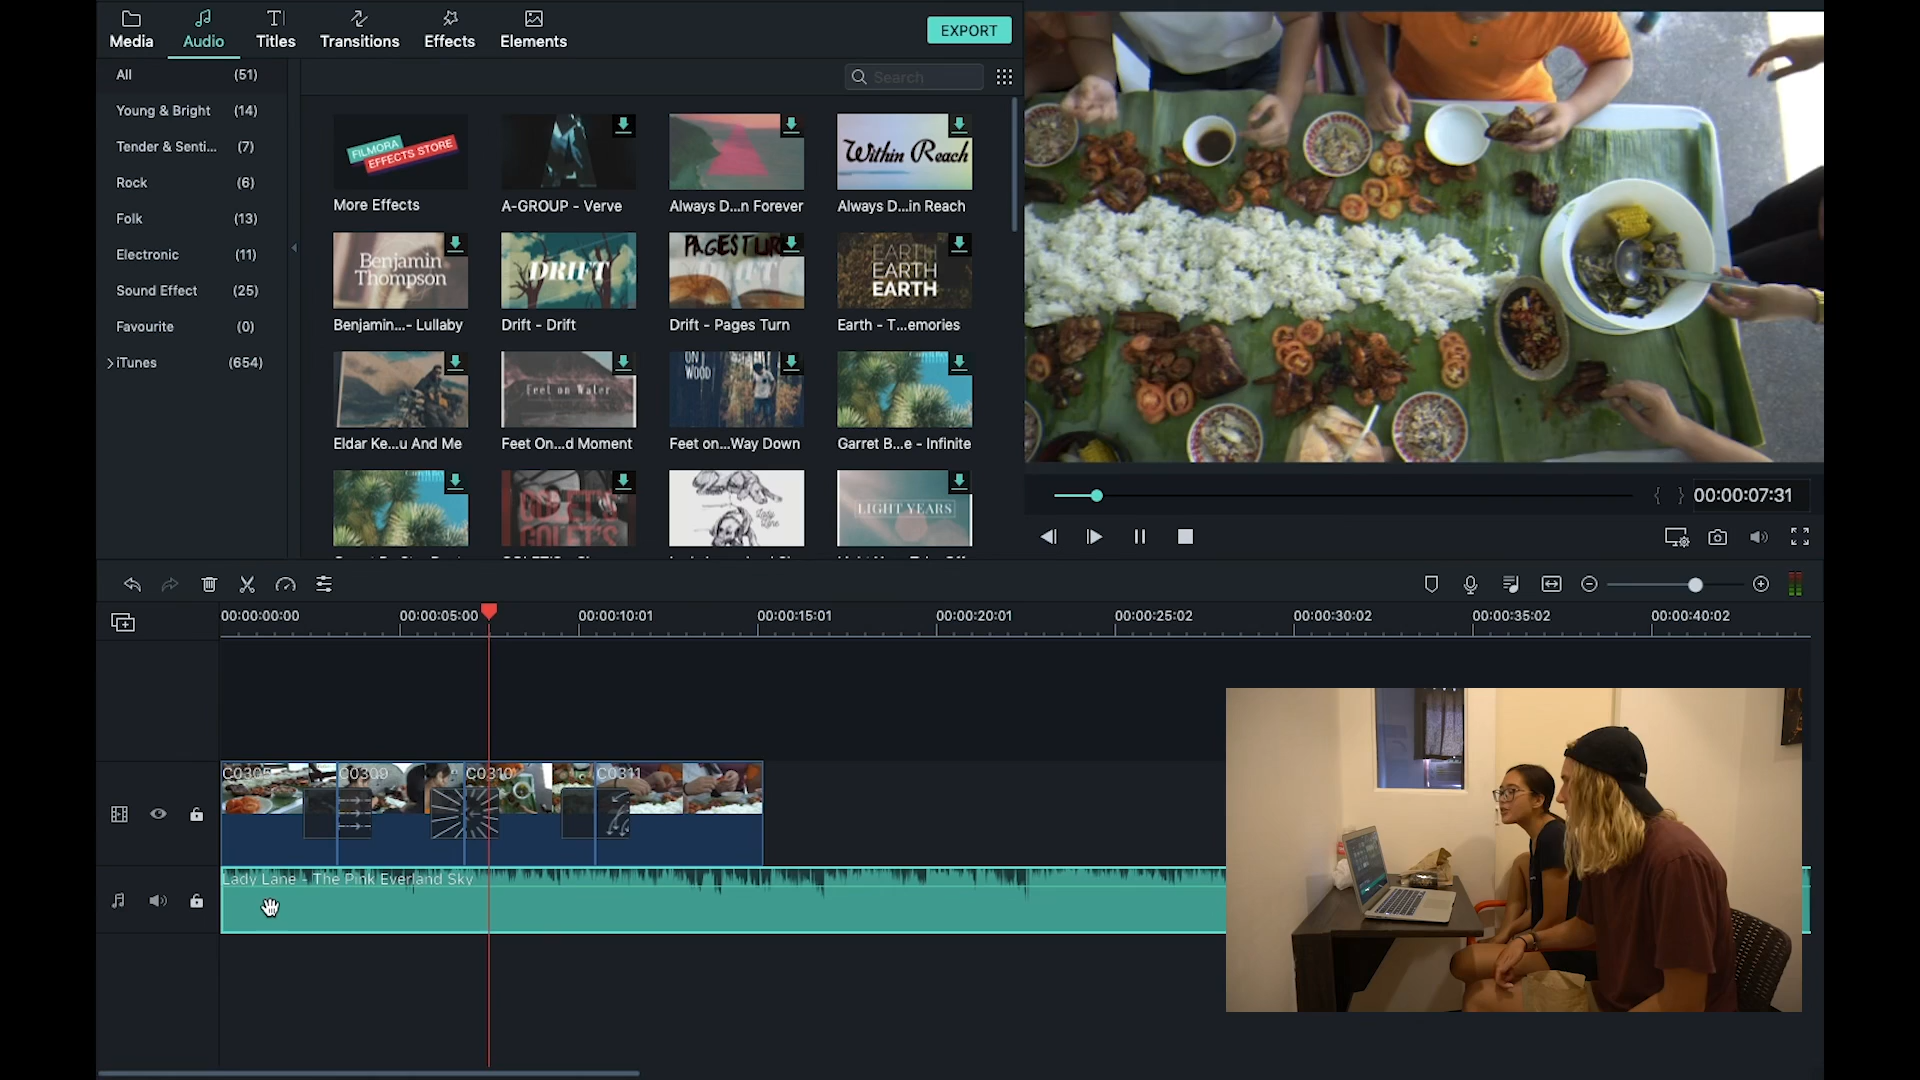 Media Audio Titles Transitions Effects Elements EXPORT
All (51)
Search
Young & Bright (14)
Tender & Senti... (7)
Rock (6)
Folk (13)
Electronic (11)
Sound Effect (25)
Favourite (0)
iTunes (654)
FILMORA
EFFECTS STORE
Within Reach
More Effects
A-GROUP - Verve
Always D...n Forever
Always D...in Reach
Benjamin
Thompson
DRIFT
PAGES TURN
EARTH
EARTH
EARTH
Benjamin...- Lullaby
Drift - Drift
Drift - Pages Turn
Earth - T...emories
Feet on Water
ON
WOOD
Eldar Ke...u And Me
Feet On...d Moment
Feet on...Way Down
Garret B...e - Infinite
Lady
Lane
LIGHT YEARS
00:00:07:31
00:00:00:00
00:00:05:00
00:00:10:01
00:00:15:01
00:00:20:01
00:00:25:02
00:00:30:02
00:00:35:02
00:00:40:02
C0309
C0310
C0311
Lady Lane - The Pink Everland Sky